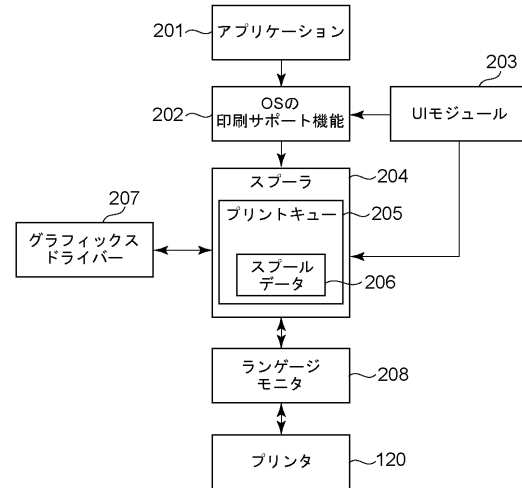 201
アプリケーション
203
202
OSの
印刷サポート機能
UIモジュール
204
スプーラ
207
プリントキュー
205
グラフィックス
ドライバー
スプール
データ
206
ランゲージ
モニタ
208
プリンタ
120